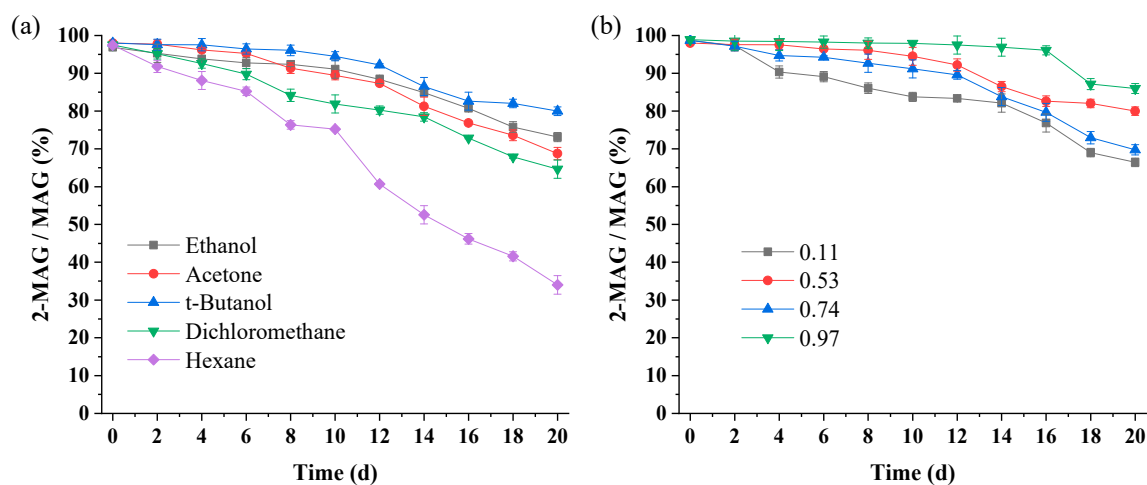 (a)
2-MAG / MAG (%)
100
90
80
70
60
50
40
30
20
10
0
Ethanol
Acetone
t-Butanol
Dichloromethane
Hexane
0 2 4 6 8 10 12 14 16 18 20
Time (d)
(b)
2-MAG / MAG (%)
100
90
80
70
60
50
40
30
20
10
0
0.11
0.53
0.74
0.97
0 2 4 6 8 10 12 14 16 18 20
Time (d)